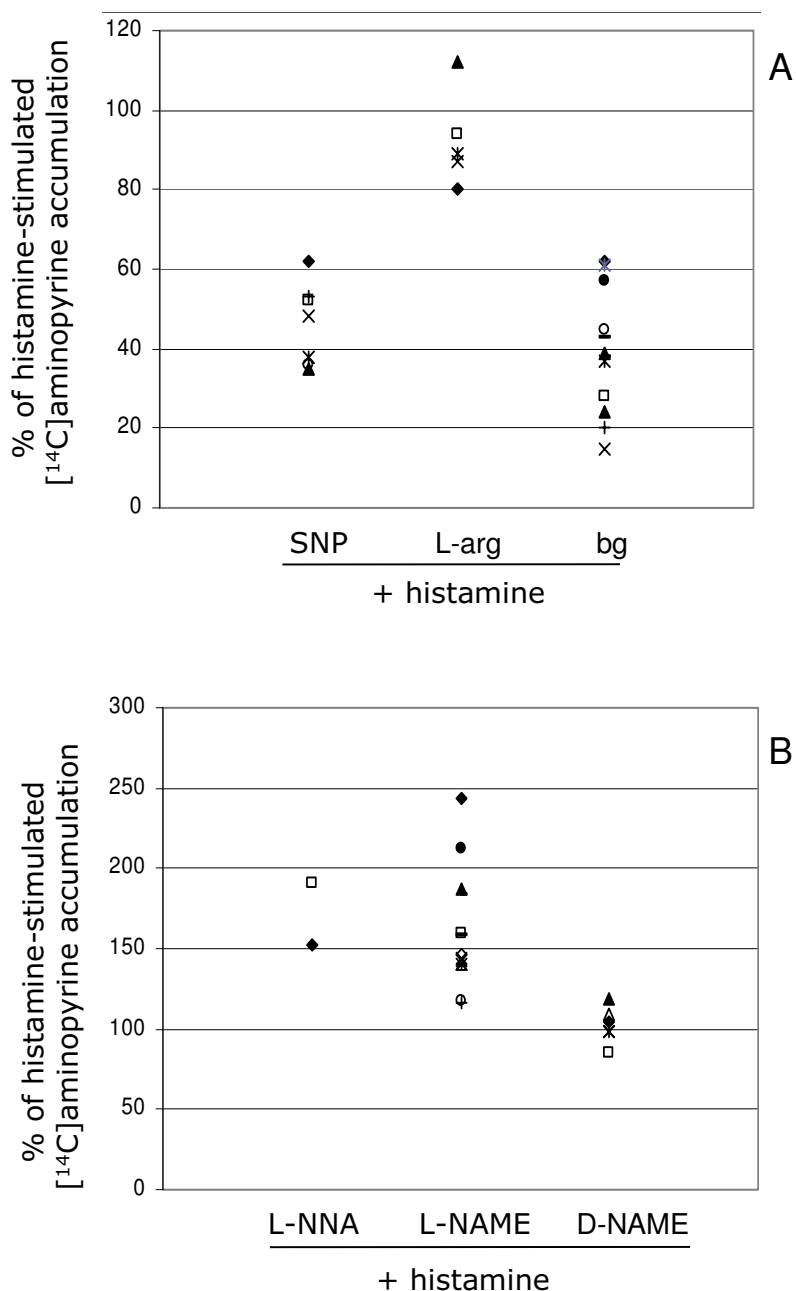 A
% of histamine-stimulated
[¹⁴C]aminopyrine accumulation
120
100
80
60
40
20
0
SNP L-arg bg
+ histamine
B
% of histamine-stimulated
[¹⁴C]aminopyrine accumulation
300
250
200
150
100
50
0
L-NNA L-NAME D-NAME
+ histamine